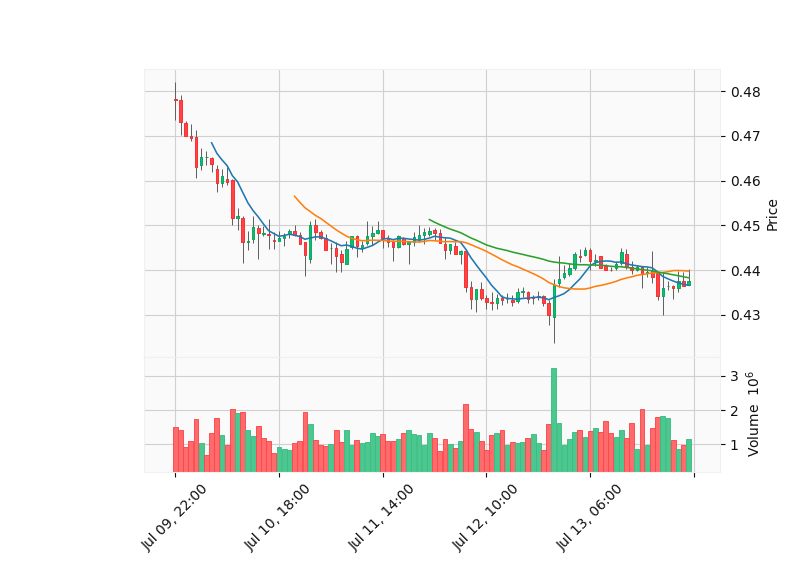 0.48
0.47
0.46
0.45
0.44
0.43
Price
3
2
1
Volume 10^6
Jul 09, 22:00
Jul 10, 18:00
Jul 11, 14:00
Jul 12, 10:00
Jul 13, 06:00